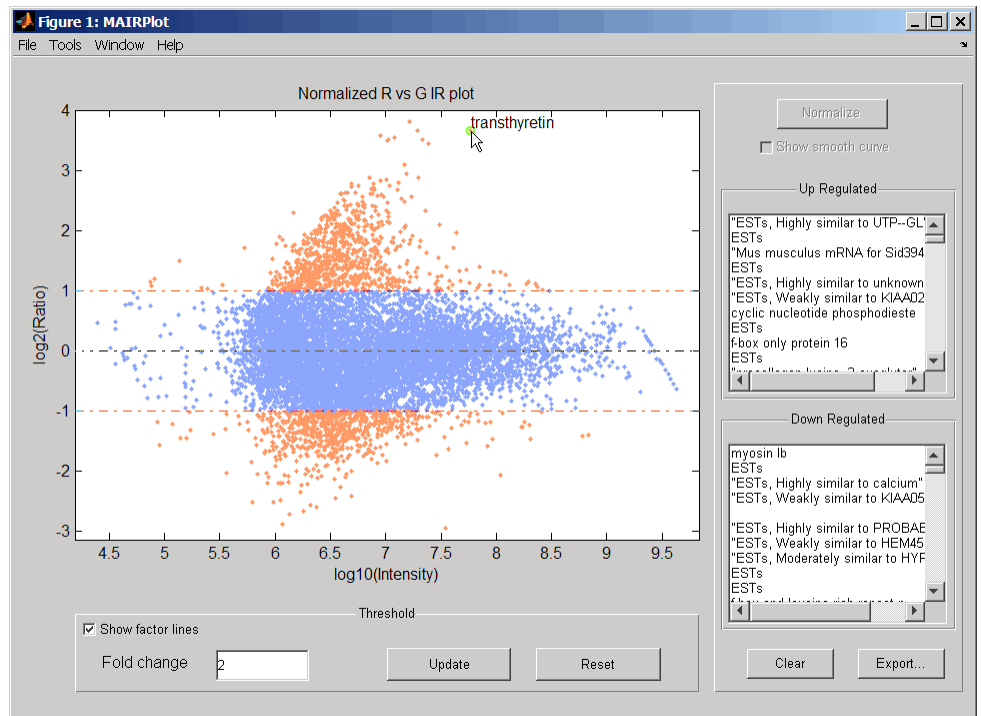 Figure 1: MAIRPlot
File Tools Window Help
Normalized R vs G IR plot
transthyretin
4
3
2
1
0
-1
-2
-3
log2(Ratio)
4.5 5 5.5 6 6.5 7 7.5 8 8.5 9 9.5
log10(Intensity)
Threshold
Show factor lines
Fold change 2 Update Reset
Normalize
Show smooth curve
Up Regulated
"ESTs, Highly similar to UTP--GL
ESTs
"Mus musculus mRNA for Sid394
ESTs
"ESTs, Highly similar to unknown
"ESTs, Weakly similar to KIAA02
cyclic nucleotide phosphodieste
ESTs
f-box only protein 16
ESTs
Down Regulated
myosin Ib
ESTs
"ESTs, Highly similar to calcium"
"ESTs, Weakly similar to KIAA05
"ESTs, Highly similar to PROBAE
"ESTs, Weakly similar to HEM45
"ESTs, Moderately similar to HYF
ESTs
ESTs
Clear Export...